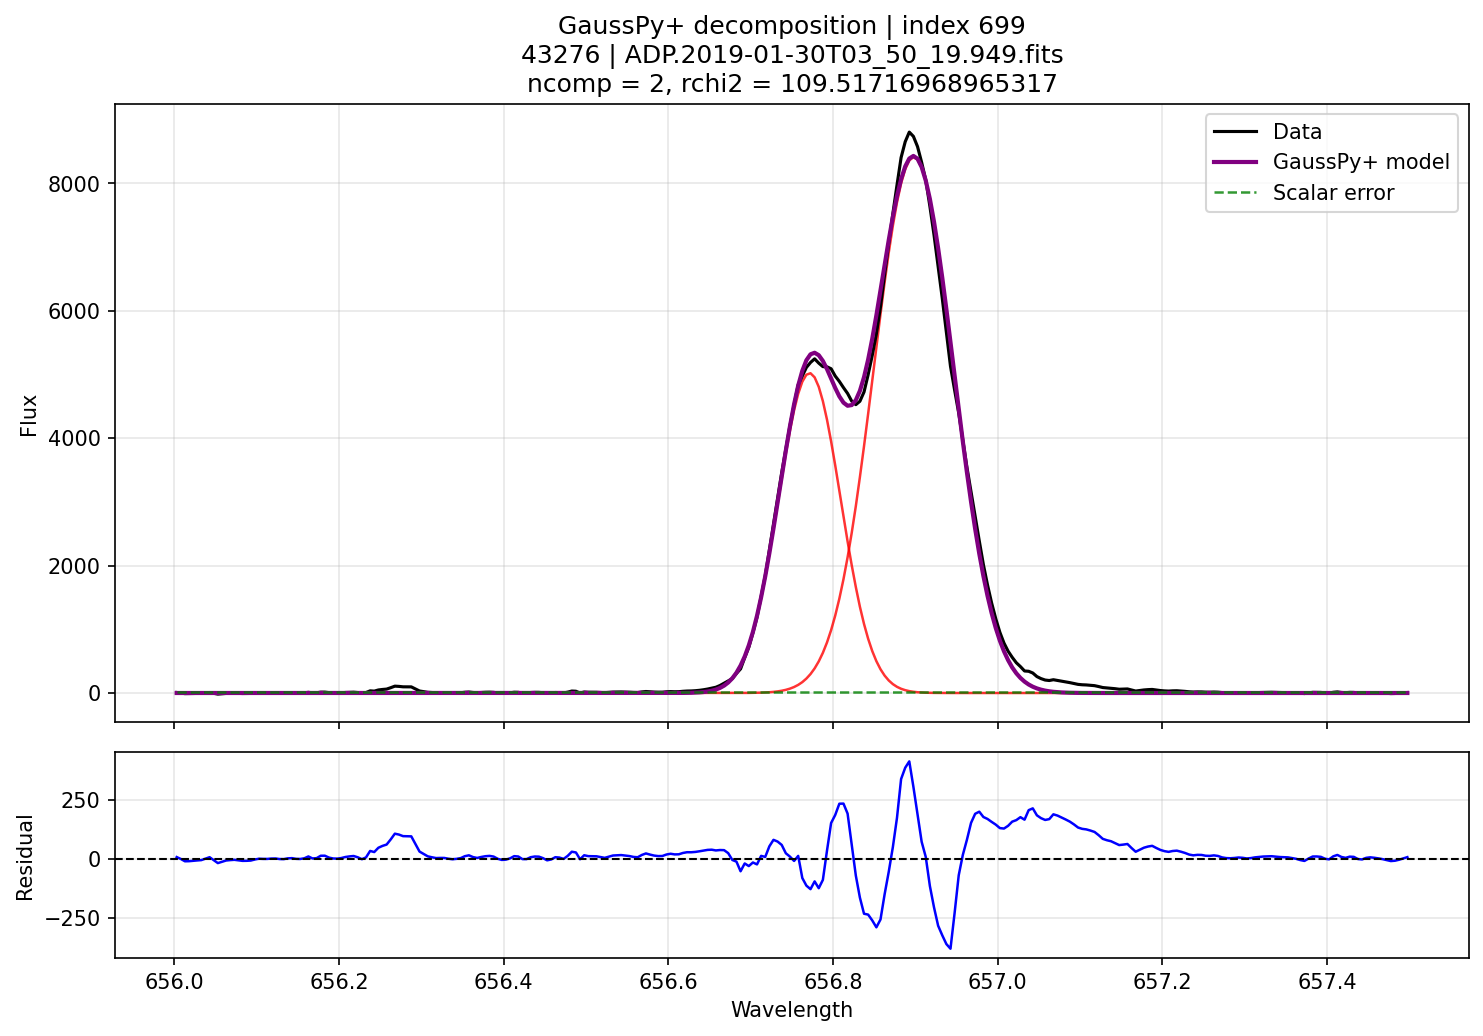 GaussPy+ decomposition | index 699
43276 | ADP.2019-01-30T03_50_19.949.fits
ncomp = 2, rchi2 = 109.51716968965317
Data
GaussPy+ model
Scalar error
Flux
8000
6000
4000
2000
0
Residual
250
0
−250
656.0 656.2 656.4 656.6 656.8 657.0 657.2 657.4
Wavelength